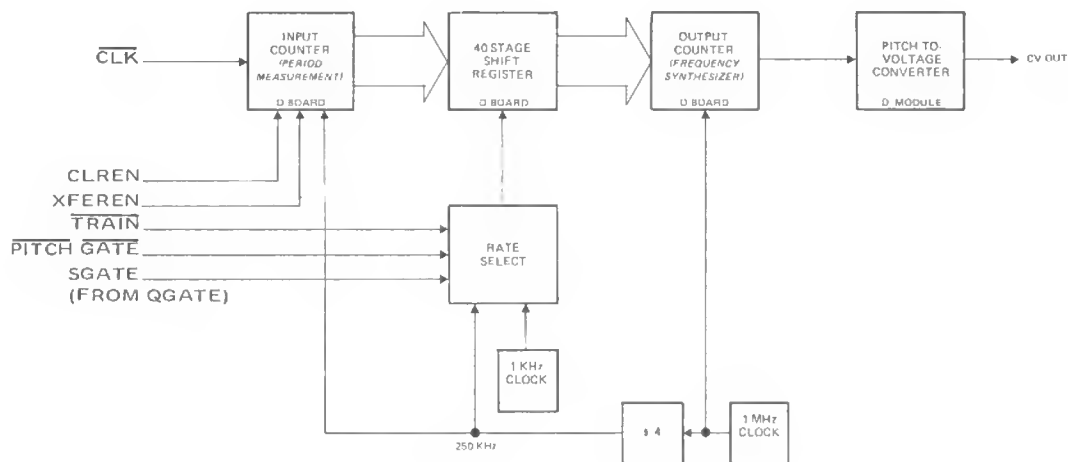 CLK
INPUT
COUNTER
(PERIOD
MEASUREMENT)
D BOARD
40 STAGE
SHIFT
REGISTER
D BOARD
OUTPUT
COUNTER
(FREQUENCY
SYNTHESIZER)
D BOARD
PITCH TO-
VOLTAGE
CONVERTER
D MODULE
CV OUT
CLREN
XFEREN
TRAIN
PITCH GATE
SGATE
(FROM QGATE)
RATE
SELECT
1 KHz
CLOCK
250 KHz
÷ 4
1 MHz
CLOCK